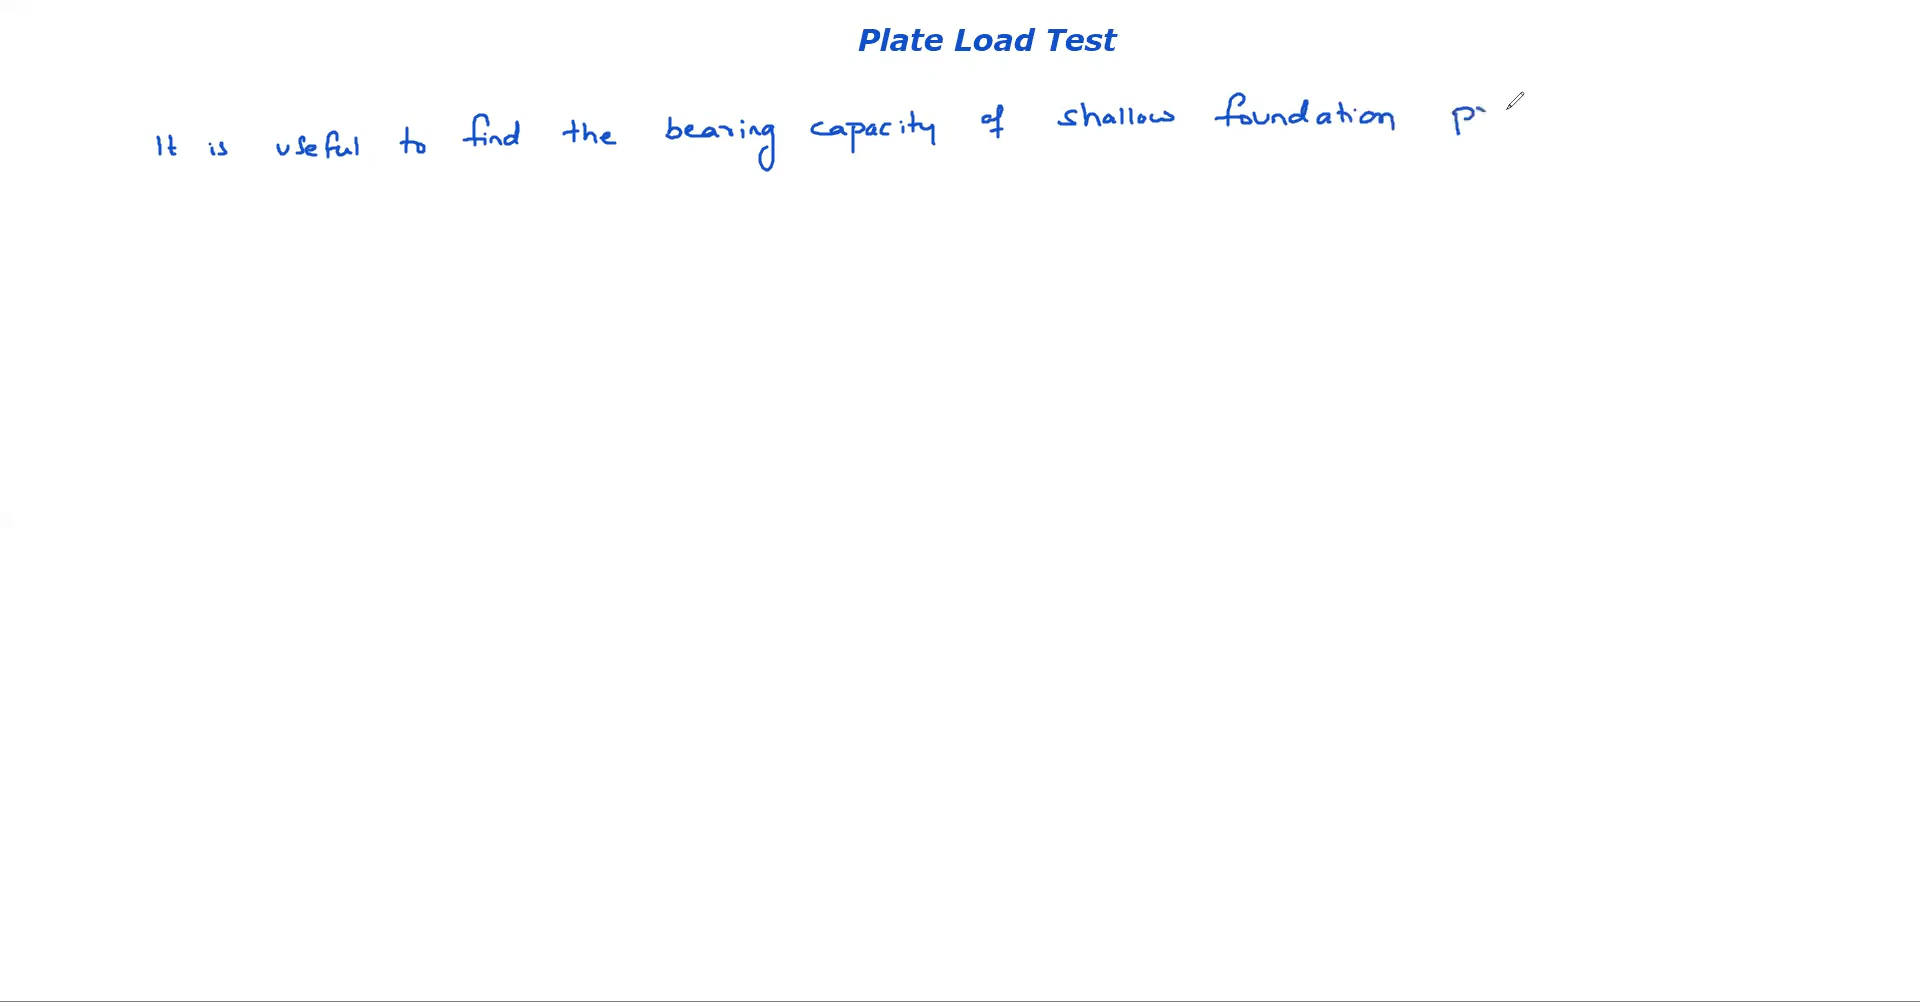 Plate Load Test
It is useful to find the bearing capacity of shallow foundation